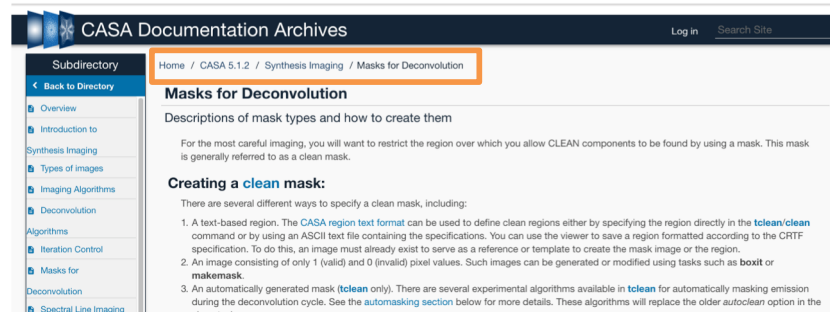 CASA Documentation Archives
Log in
Search Site
Subdirectory
Back to Directory
Overview
Introduction to
Synthesis Imaging
Types of images
Imaging Algorithms
Deconvolution
Algorithms
Iteration Control
Masks for
Deconvolution
Spectral Line Imaging
Home / CASA 5.1.2 / Synthesis Imaging / Masks for Deconvolution
Masks for Deconvolution
Descriptions of mask types and how to create them
For the most careful imaging, you will want to restrict the region over which you allow CLEAN components to be found by using a mask. This mask
is generally referred to as a clean mask.
Creating a clean mask:
There are several different ways to specify a clean mask, including:
1. A text-based region. The CASA region text format can be used to define clean regions either by specifying the region directly in the tclean/clean
command or by using an ASCII text file containing the specifications. You can use the viewer to save a region formatted according to the CRTF
specification. To do this, an image must already exist to serve as a reference or template to create the mask image or the region.
2. An image consisting of only 1 (valid) and 0 (invalid) pixel values. Such images can be generated or modified using tasks such as boxit or
makemask.
3. An automatically generated mask (tclean only). There are several experimental algorithms available in tclean for automatically masking emission
during the deconvolution cycle. See the automasking section below for more details. These algorithms will replace the older autoclean option in the